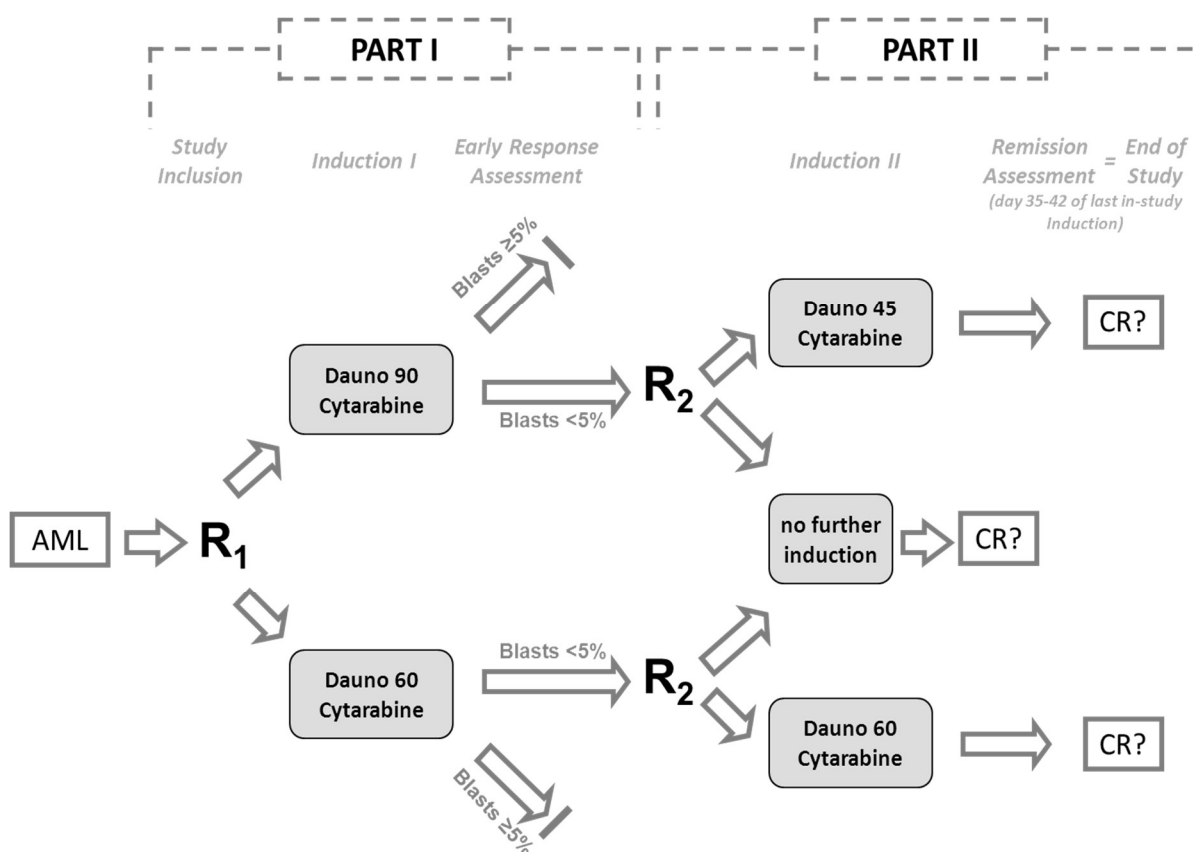 PART I
PART II
Study
Inclusion
Induction I
Early Response
Assessment
Induction II
Remission
Assessment
=
End of
Study
(day 35-42 of last in-study
Induction)
Blasts ≥5%
Dauno 90
Cytarabine
Blasts <5%
R2
Dauno 45
Cytarabine
CR?
AML
R1
no further
induction
CR?
Dauno 60
Cytarabine
Blasts <5%
R2
Dauno 60
Cytarabine
CR?
Blasts ≥5%